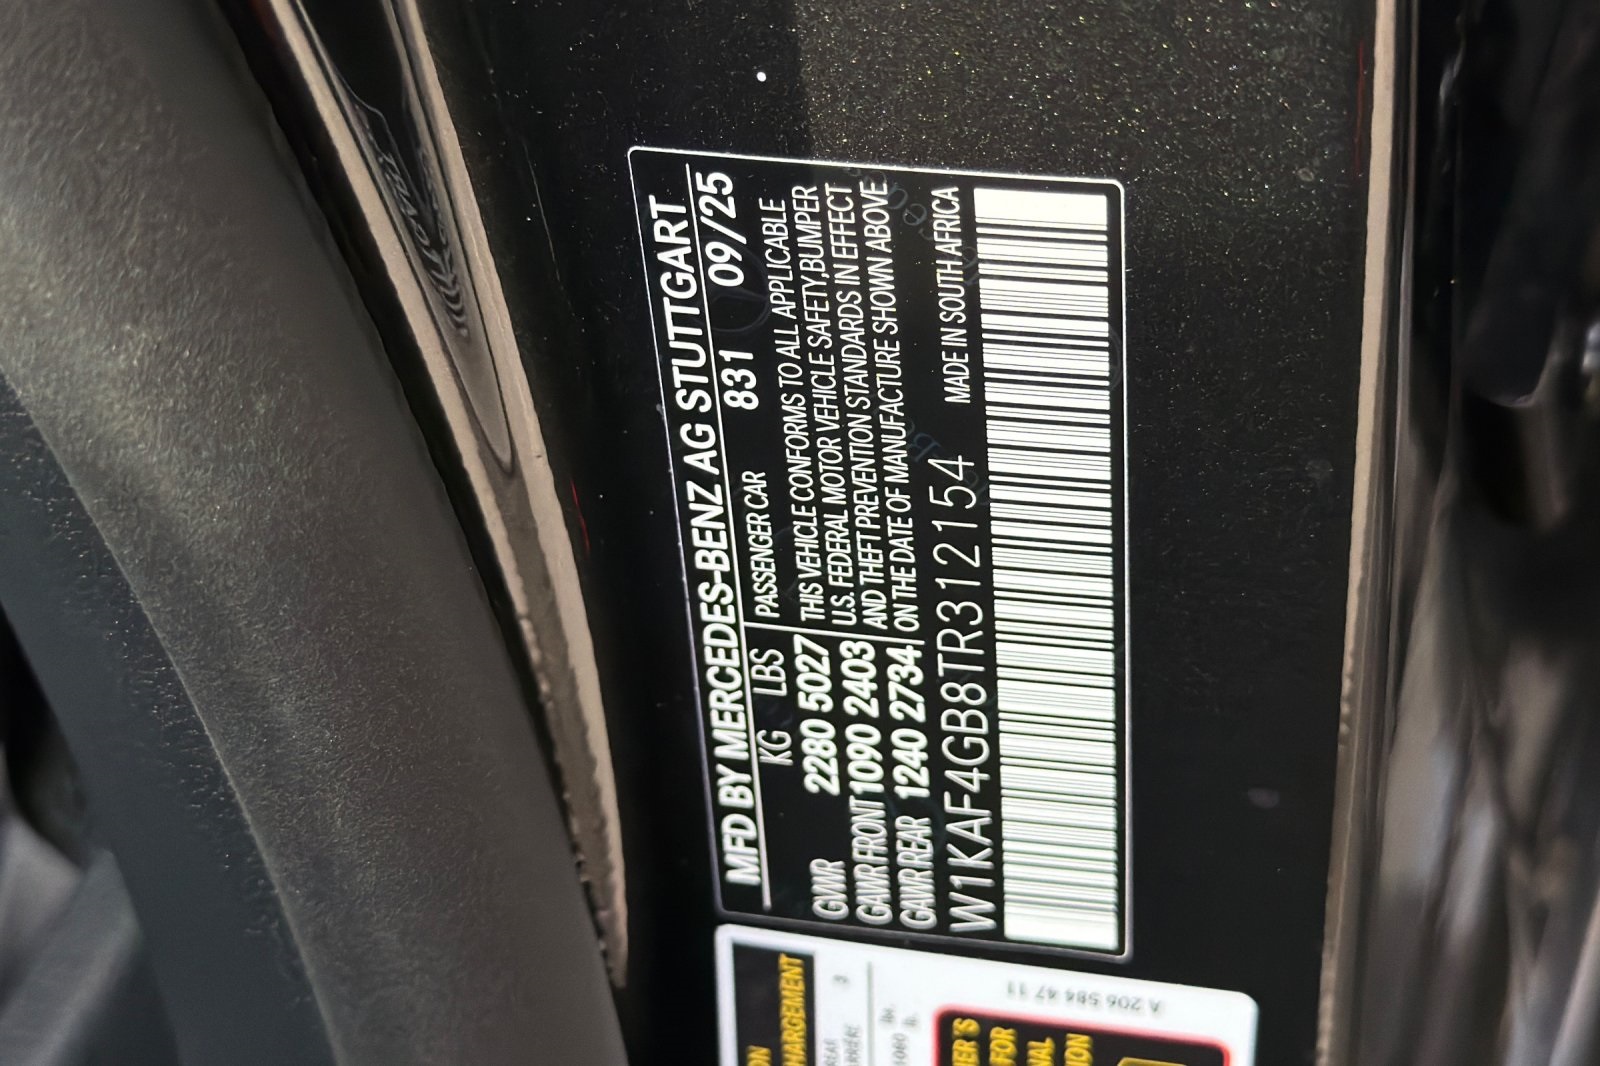 MFD BY MERCEDES-BENZ AG STUTTGART
KG LBS PASSENGER CAR 831 09/25
GVWR 2280 5027
GAWR FRONT 1090 2403
GAWR REAR 1240 2734
THIS VEHICLE CONFORMS TO ALL APPLICABLE
U.S. FEDERAL MOTOR VEHICLE SAFETY,BUMPER
AND THEFT PREVENTION STANDARDS IN EFFECT
ON THE DATE OF MANUFACTURE SHOWN ABOVE
MADE IN SOUTH AFRICA
W1KAF4GB8TR312154
A 206 584 47 11
3
1060 lb.